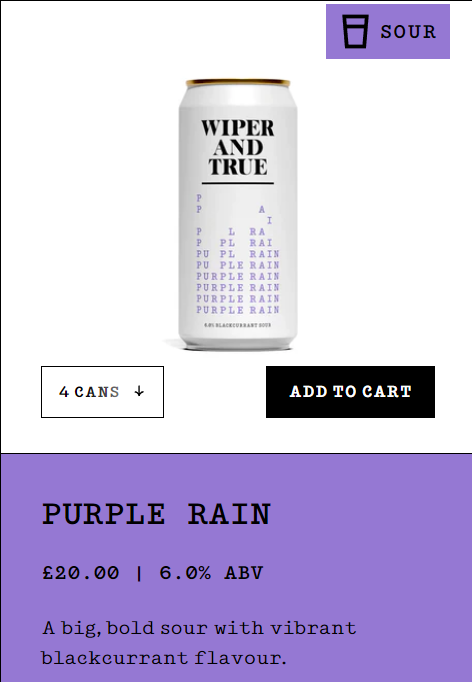 SOUR
WIPER
AND
TRUE
P
P A
I
P L RA
P PL RAI
PU PL RAIN
PU PLE RAIN
PURPLE RAIN
PURPLE RAIN
PURPLE RAIN
PURPLE RAIN
6.0% BLACKCURRANT SOUR
4 CANS ↓
ADD TO CART
PURPLE RAIN
£20.00 | 6.0% ABV
A big, bold sour with vibrant
blackcurrant flavour.